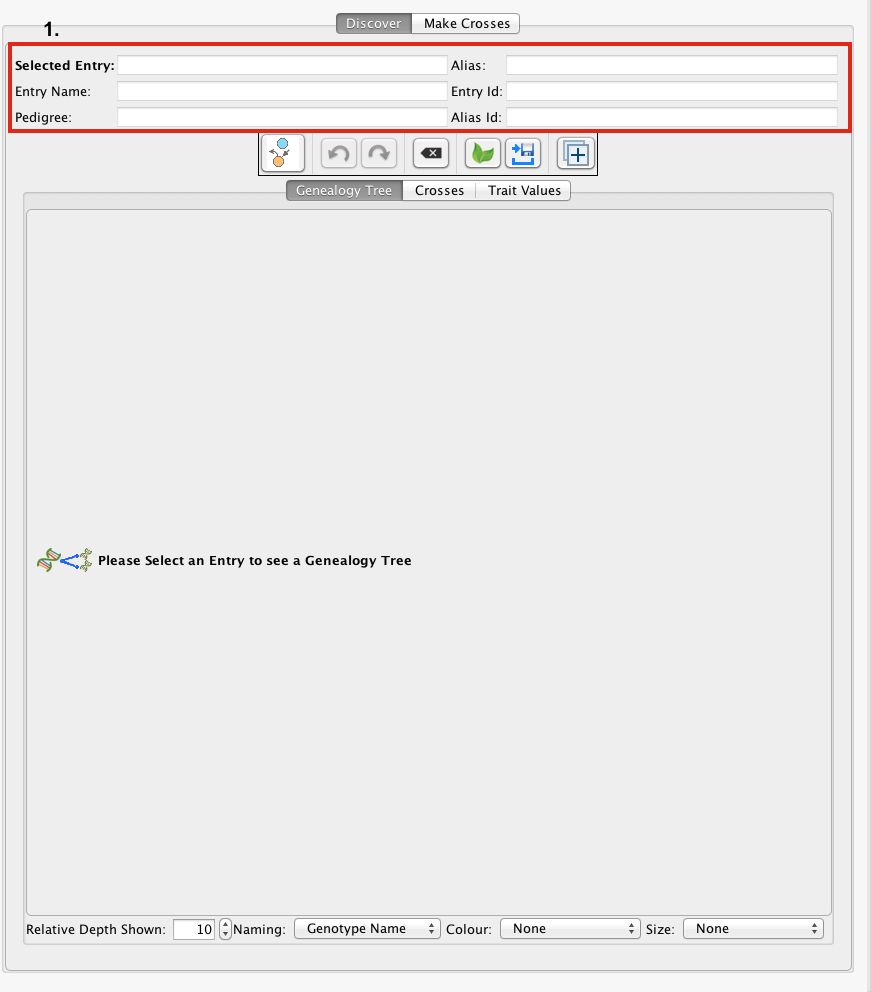 Discover Make Crosses
1.
Selected Entry: Alias:
Entry Name: Entry Id:
Pedigree: Alias Id:
Genealogy Tree Crosses Trait Values
Please Select an Entry to see a Genealogy Tree
Relative Depth Shown: 10 Naming: Genotype Name Colour: None Size: None